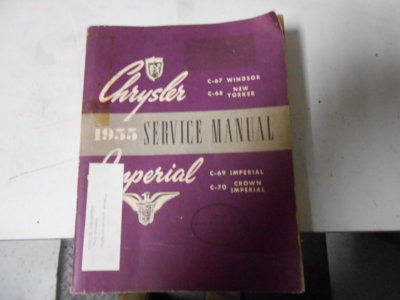 Chrysler
C-67 WINDSOR
C-68 NEW YORKER
1955 SERVICE MANUAL
Imperial
C-69 IMPERIAL
C-70 CROWN IMPERIAL